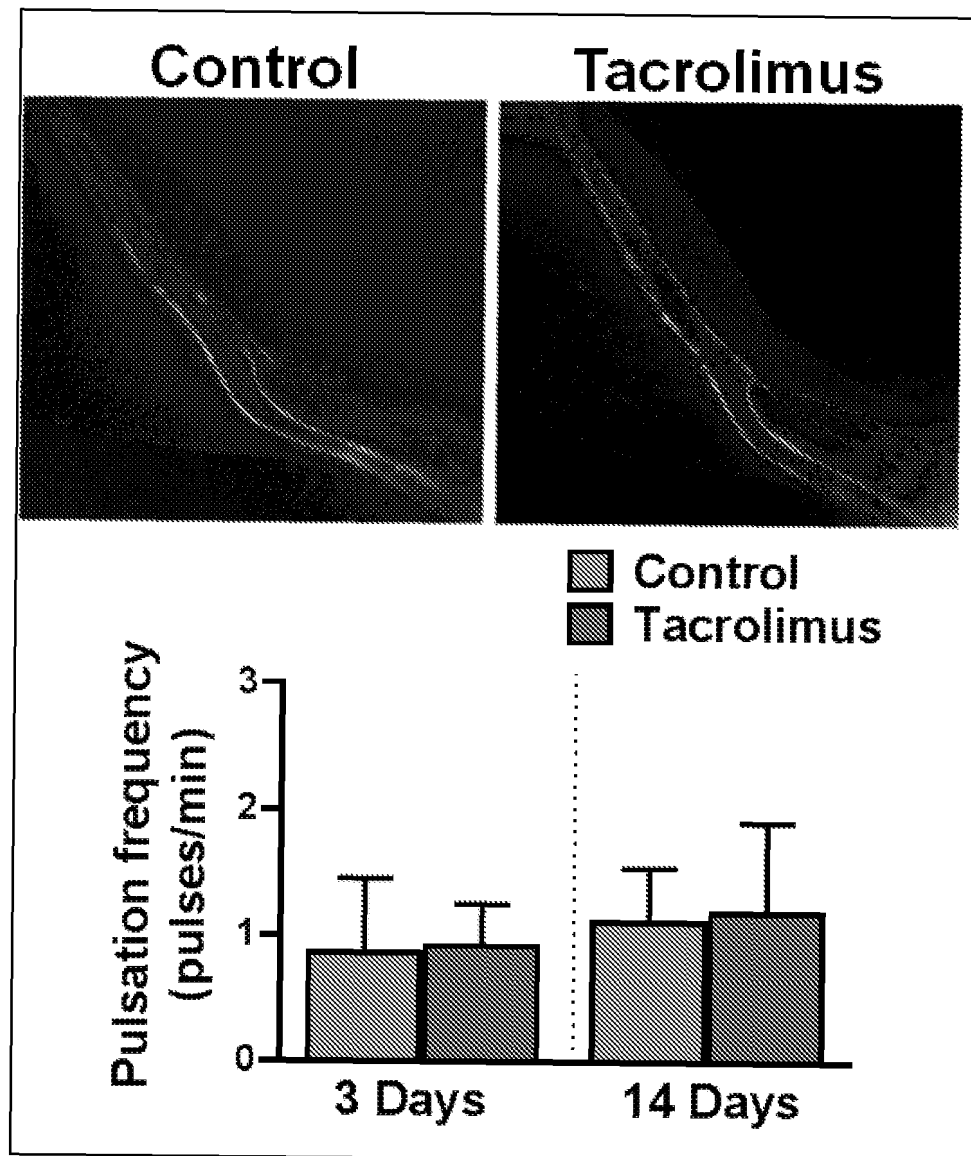 Control
Tacrolimus
Control
Tacrolimus
Pulsation frequency
(pulses/min)
3
2
1
0
3 Days
14 Days